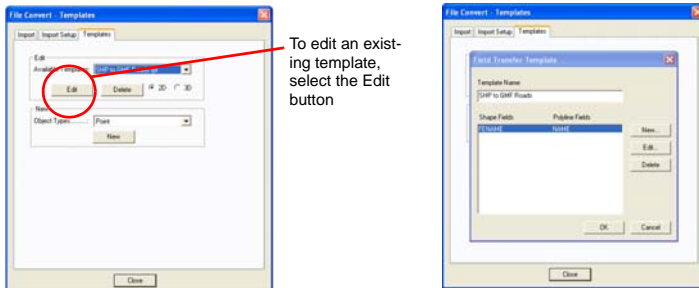 File Convert - Templates
Import Import Setup Templates
Edit
Available Templates: SHP to GMF Roads
Edit Delete 2D 3D
New
Object Types Point
New
Close
To edit an exist-
ing template,
select the Edit
button
File Convert - Templates
Import Import Setup Templates
Field Transfer Template
Template Name:
SHP to GMF Roads
Shape Fields Polyline Fields
FENAME NAME
New...
Edit...
Delete
OK Cancel
Close